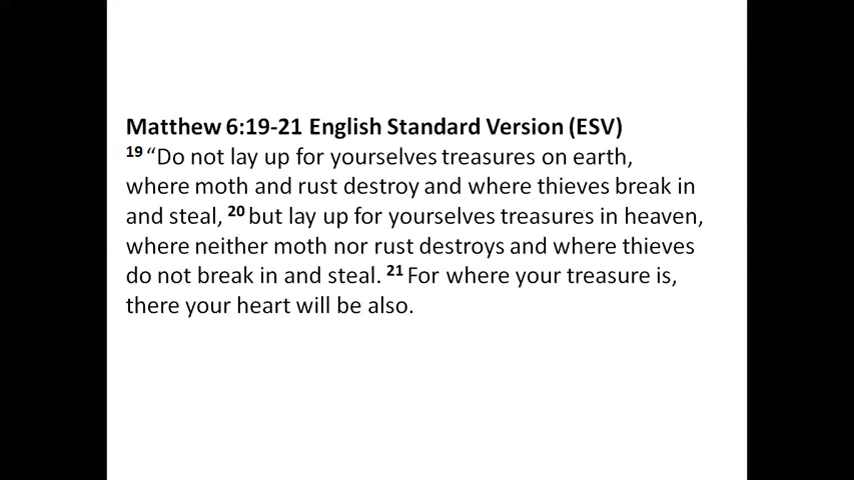 Matthew 6:19-21 English Standard Version (ESV)
19 “Do not lay up for yourselves treasures on earth,
where moth and rust destroy and where thieves break in
and steal, 20 but lay up for yourselves treasures in heaven,
where neither moth nor rust destroys and where thieves
do not break in and steal. 21 For where your treasure is,
there your heart will be also.